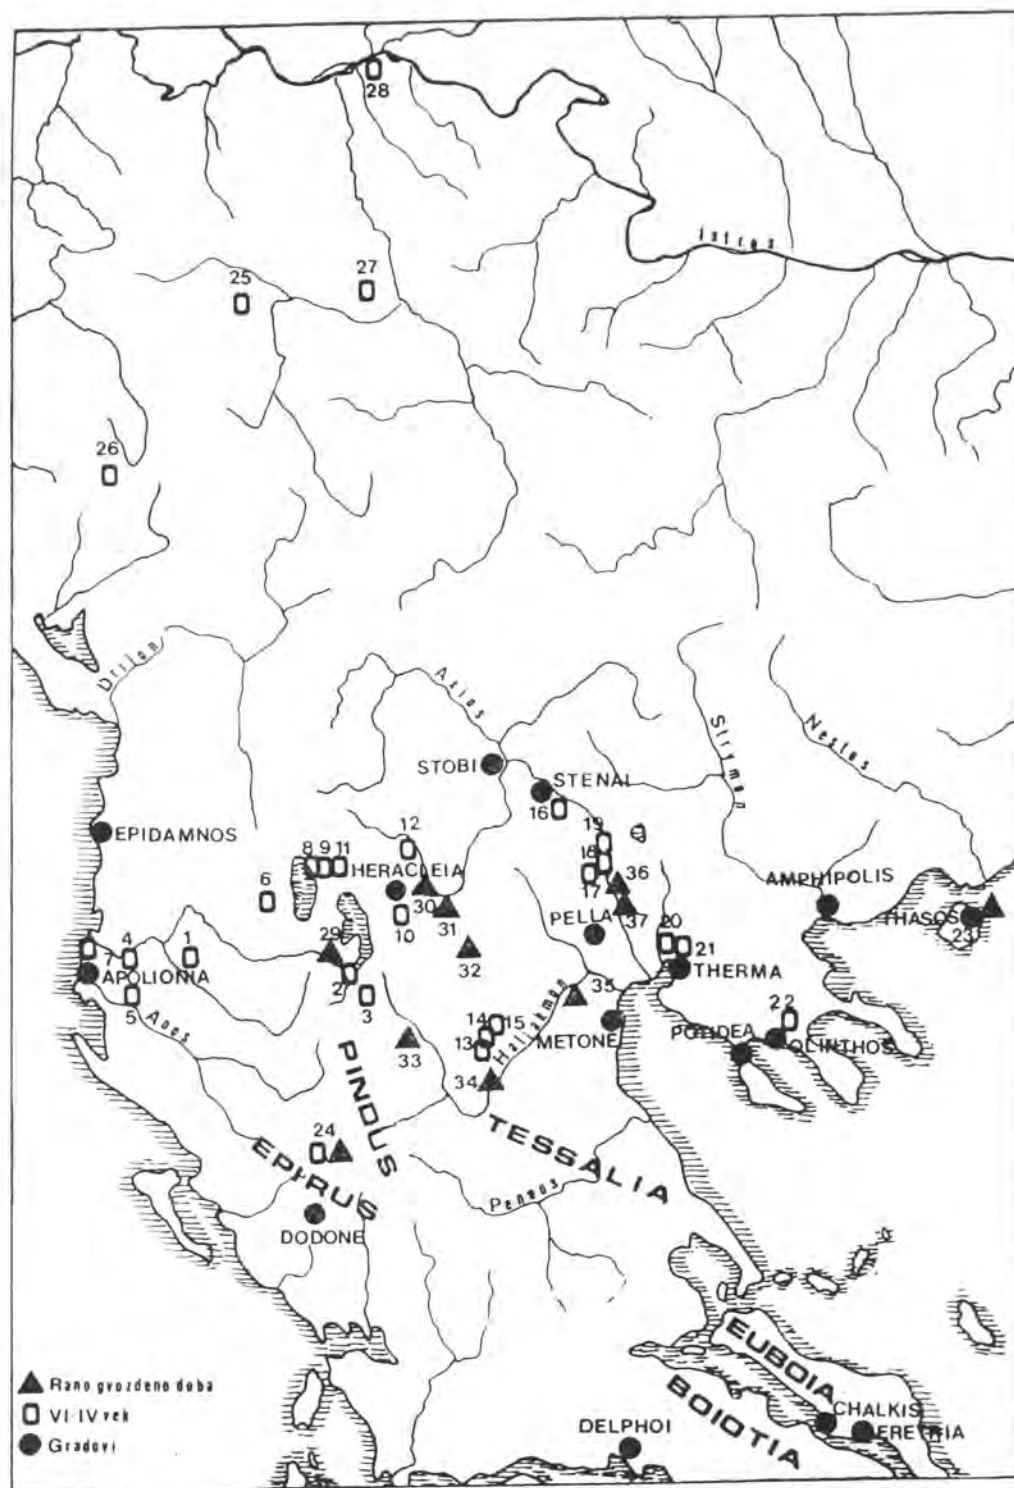 28
Istros
25
27
26
Drilon
Axios
Strymon
Nestos
STOBI
STENAI
16
EPIDAMNOS
12
19
8 9 11
HERACLEIA
18
36
AMPHIPOLIS
6
17
30
31
PELLA
37
THASOS
10
20
23
4
1
29
32
21
7
APOLIONIA
THERMA
2
35
5
Aoos
3
14
15
22
METONE
POTIDEA
OLINTHOS
13
Haliakmon
33
34
PINDUS
24
TESSALIA
EPIRUS
Peneos
DODONE
EUBOIA
BOIOTIA
Rano gvozdeno doba
VI-IV vek
Gradovi
CHALKIS
DELPHOI
ERETRIA